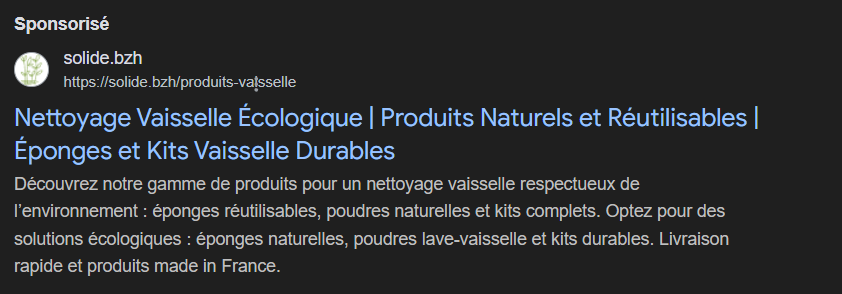 Sponsorisé
solide.bzh
https://solide.bzh/produits-vaisselle
Nettoyage Vaisselle Écologique | Produits Naturels et Réutilisables |
Éponges et Kits Vaisselle Durables
Découvrez notre gamme de produits pour un nettoyage vaisselle respectueux de
l’environnement : éponges réutilisables, poudres naturelles et kits complets. Optez pour des
solutions écologiques : éponges naturelles, poudres lave-vaisselle et kits durables. Livraison
rapide et produits made in France.